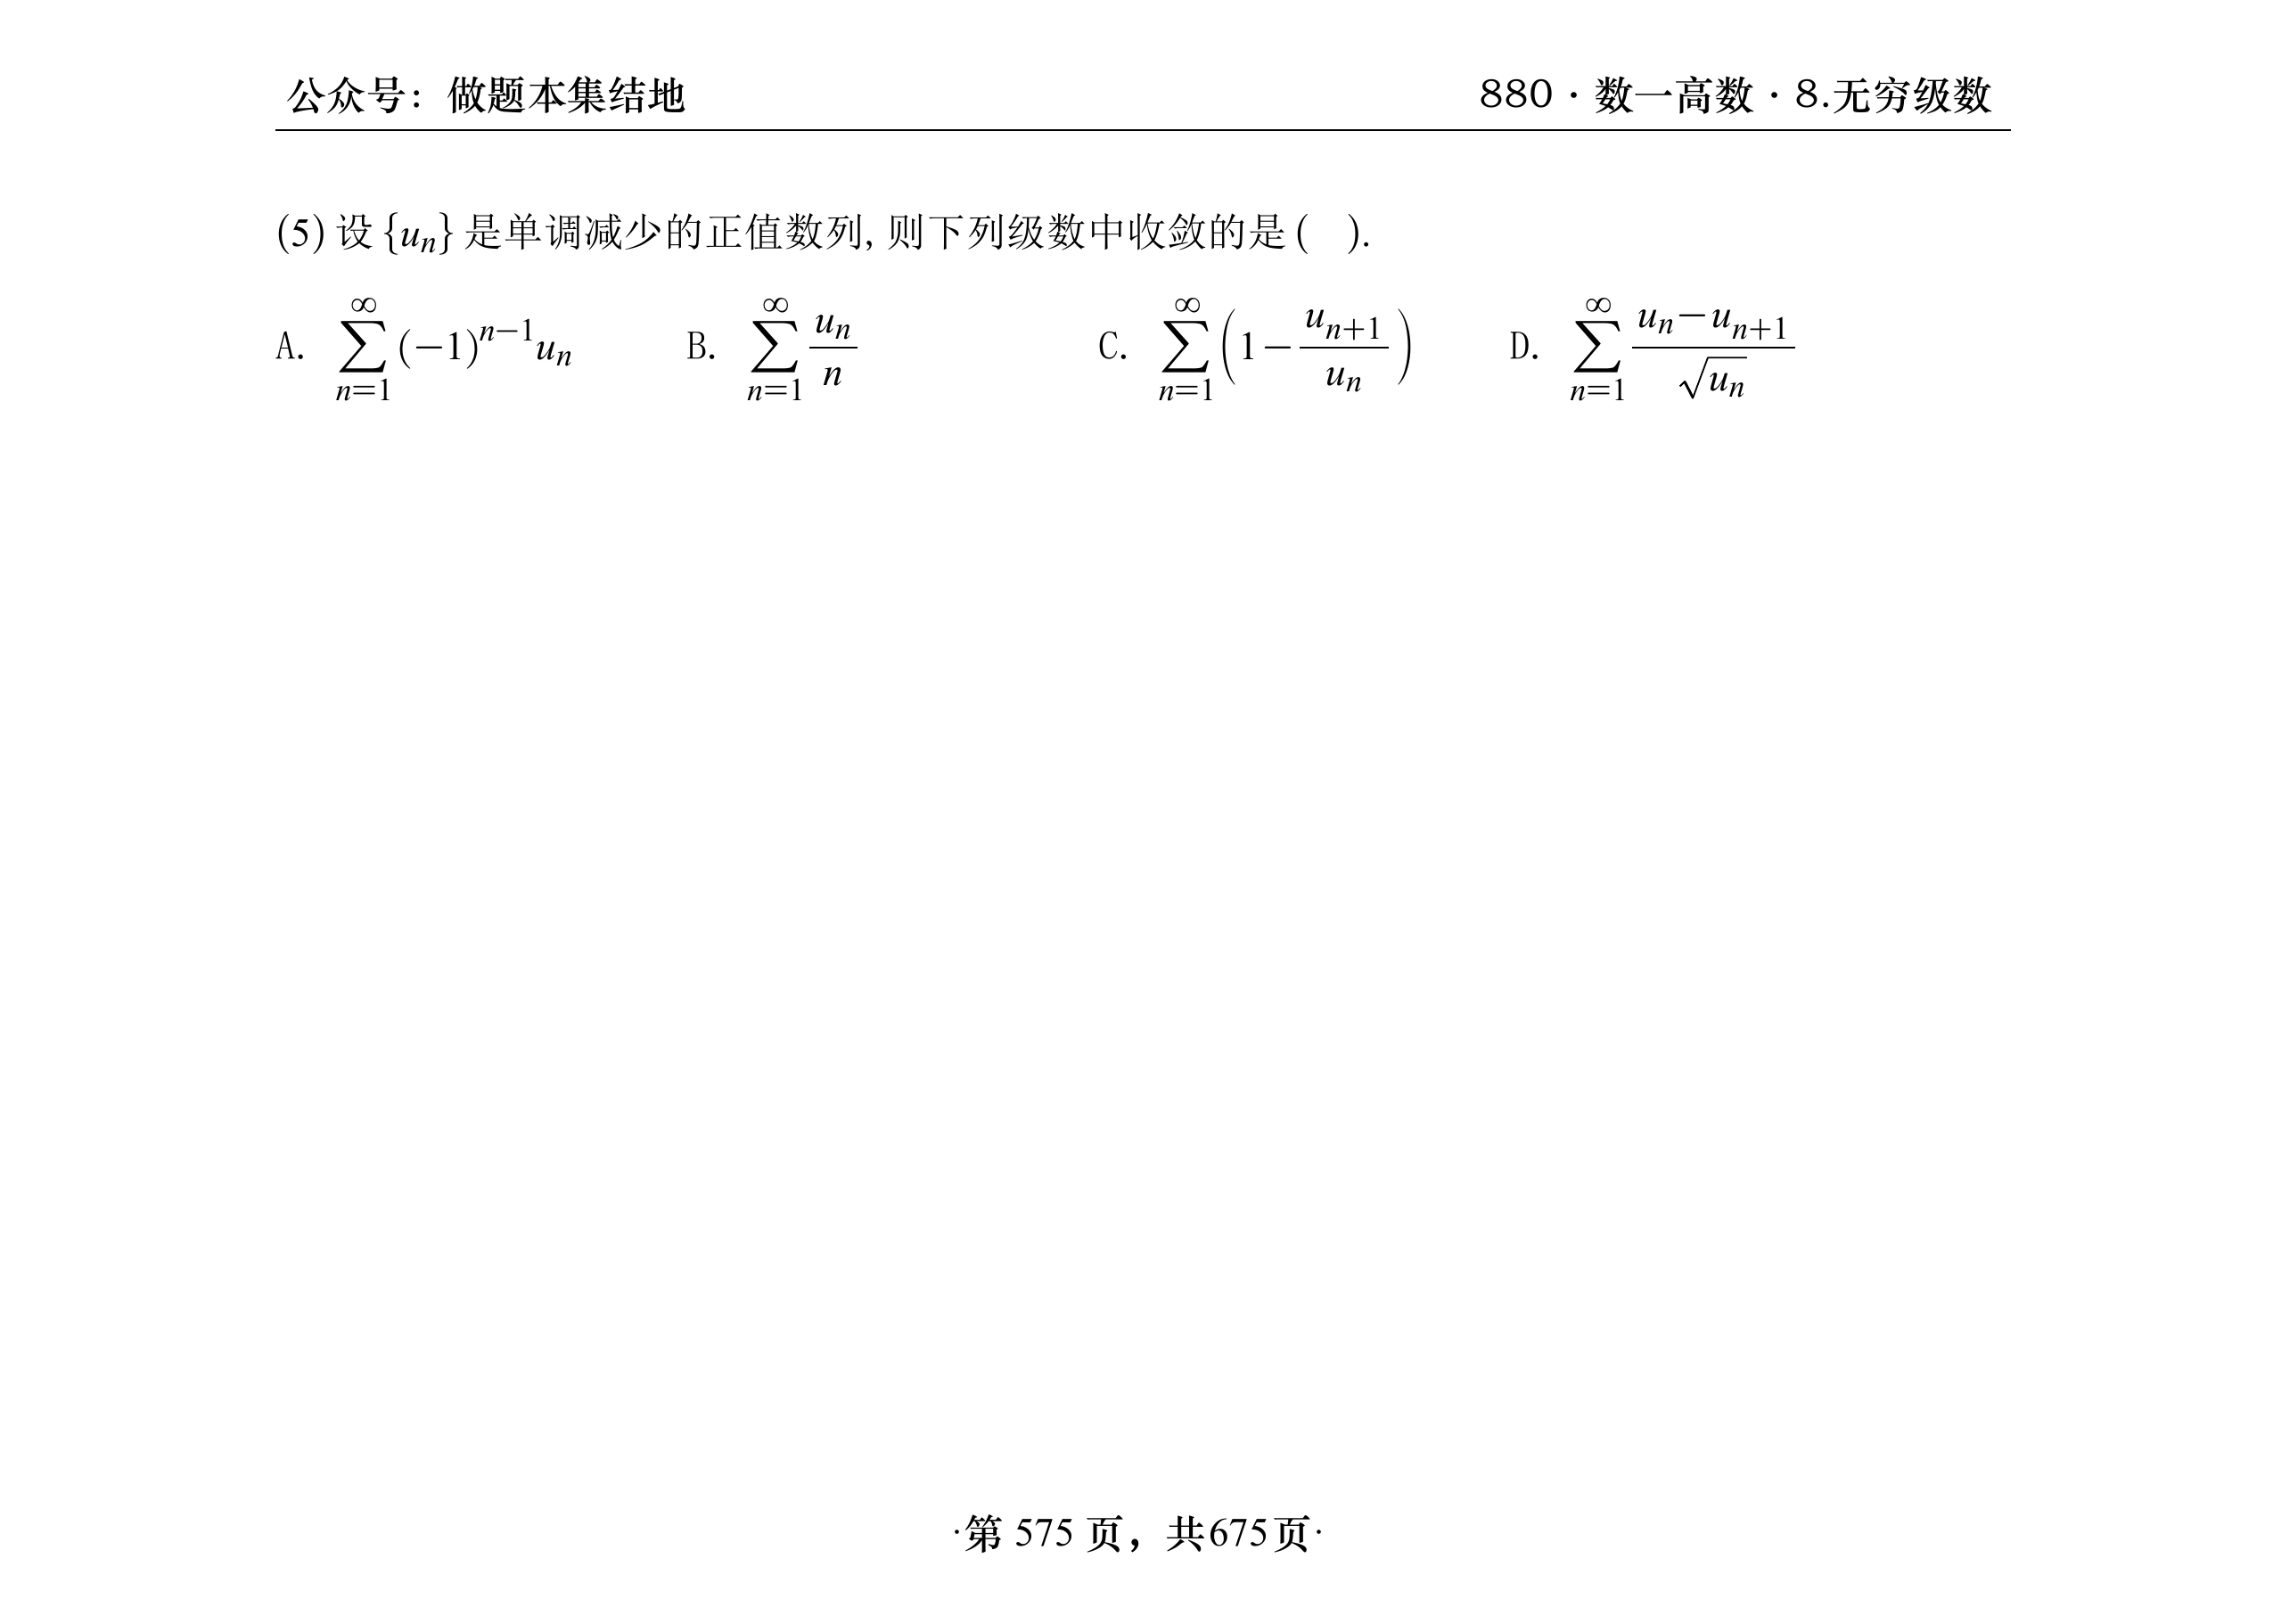 公众号：做题本集结地
880·数一高数·8.无穷级数
(5) 设 {u_n} 是单调减少的正值数列, 则下列级数中收敛的是 (   ).
A. \sum_{n=1}^{\infty} (-1)^{n-1} u_n  B. \sum_{n=1}^{\infty} \frac{u_n}{n}  C. \sum_{n=1}^{\infty} \left(1-\frac{u_{n+1}}{u_n}\right)  D. \sum_{n=1}^{\infty} \frac{u_n-u_{n+1}}{\sqrt{u_n}}
·第 575 页，共675页·